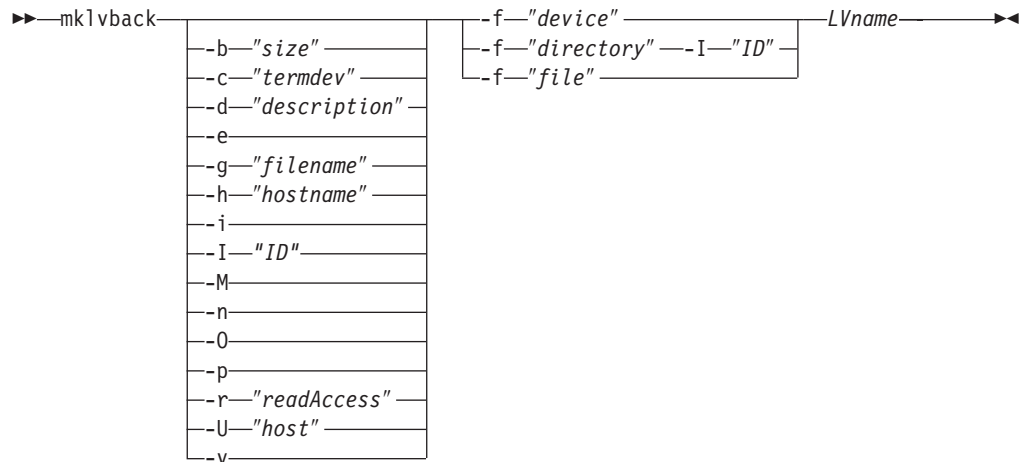 ►►—mklvback—-f—"device"—LVname—►◄
-b—"size" -f—"directory"—-I—"ID"
-c—"termdev" -f—"file"
-d—"description"
-e
-g—"filename"
-h—"hostname"
-i
-I—"ID"
-M
-n
-O
-p
-r—"readAccess"
-U—"host"
-v